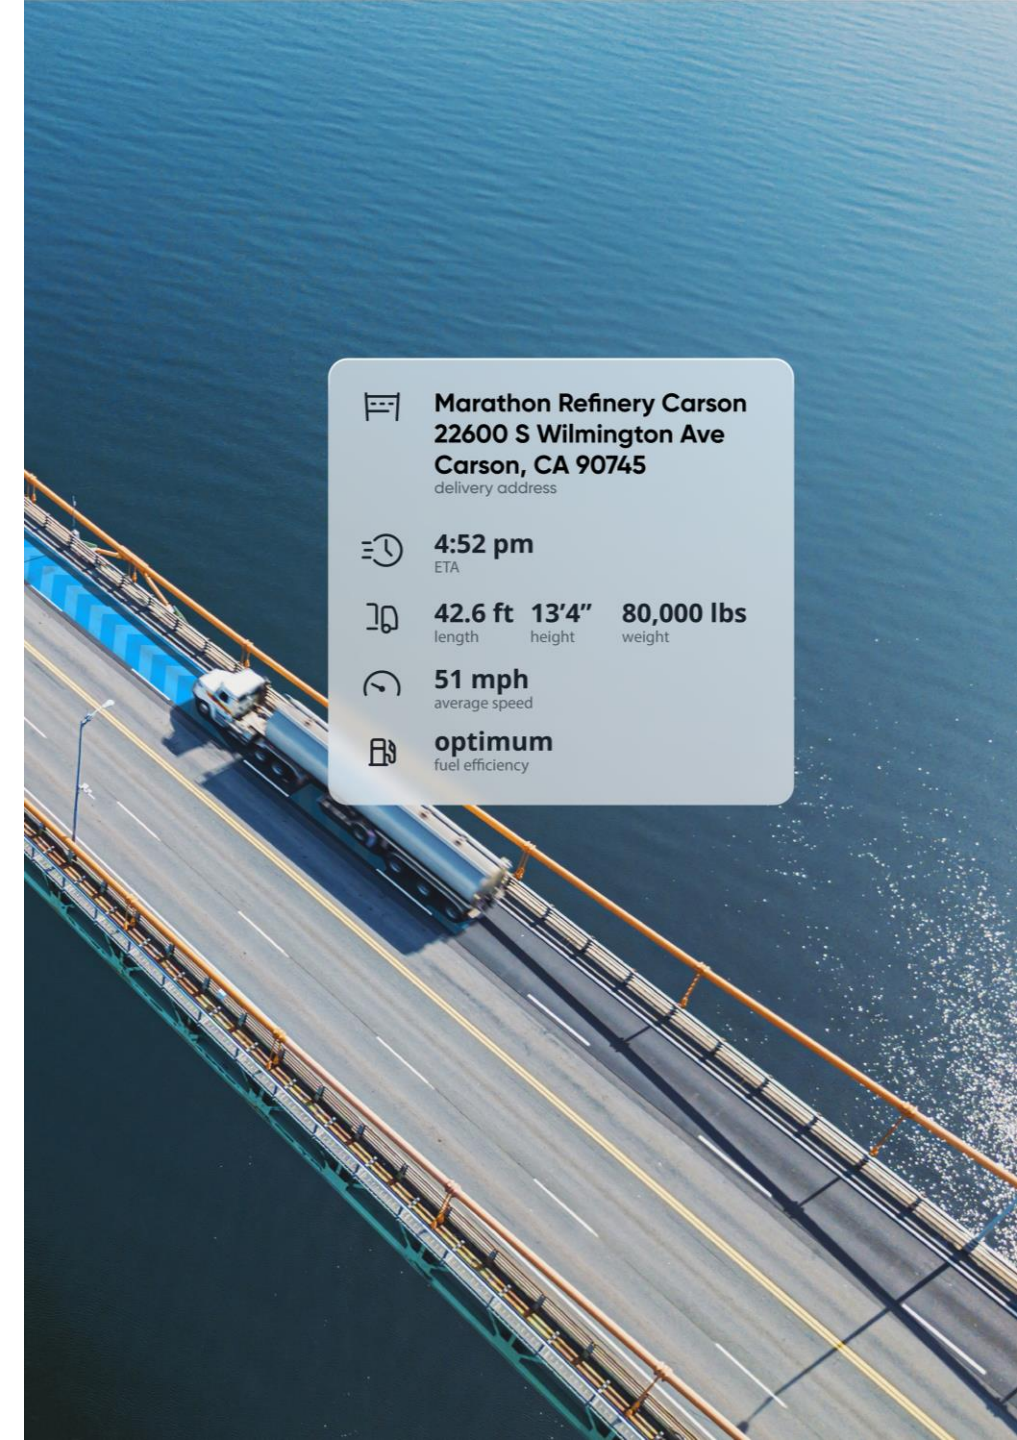 Marathon Refinery Carson
22600 S Wilmington Ave
Carson, CA 90745
delivery address
4:52 pm
ETA
42.6 ft 13’4” 80,000 lbs
length height weight
51 mph
average speed
optimum
fuel efficiency